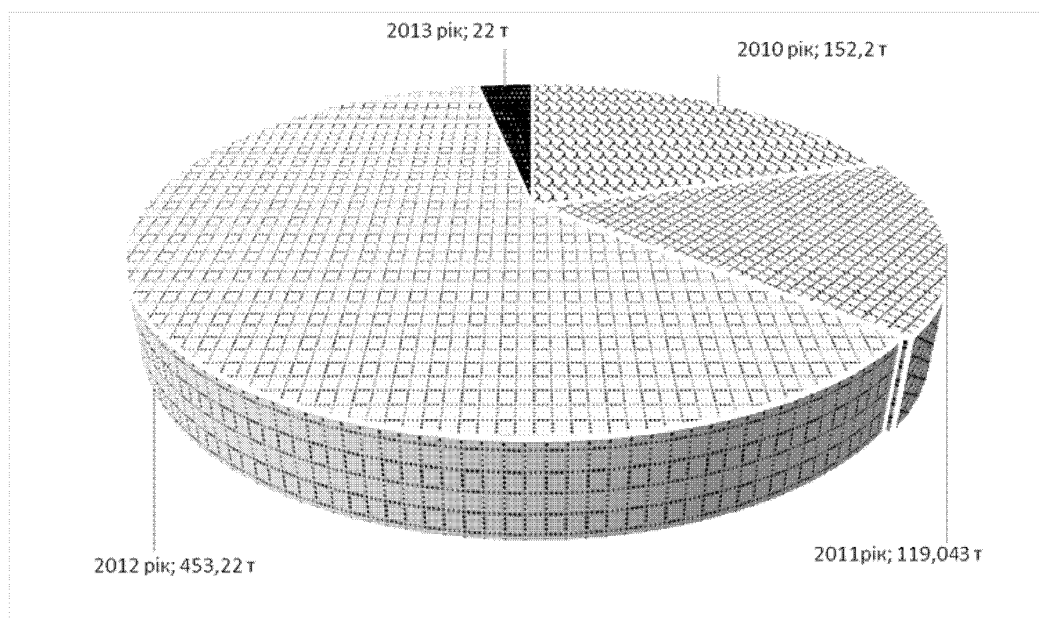 2013 рік; 22 т
2010 рік; 152,2 т
2012 рік; 453,22 т
2011рік; 119,043 т